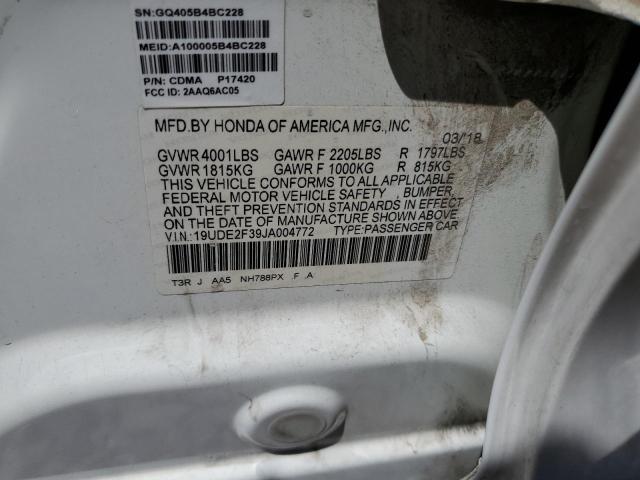 SN:GQ405B4BC228
MEID:A100005B4BC228
P/N: CDMA P17420
FCC ID: 2AAQ6AC05
MFD.BY HONDA OF AMERICA MFG.,INC.
03/18
GVWR 4001LBS GAWR F 2205LBS R 1797LBS
GVWR 1815KG GAWR F 1000KG R 815KG
THIS VEHICLE CONFORMS TO ALL APPLICABLE
FEDERAL MOTOR VEHICLE SAFETY , BUMPER,
AND THEFT PREVENTION STANDARDS IN EFFECT
ON THE DATE OF MANUFACTURE SHOWN ABOVE.
V.I.N.: 19UDE2F39JA004772 TYPE:PASSENGER CAR
T3R J AA5 NH788PX F A